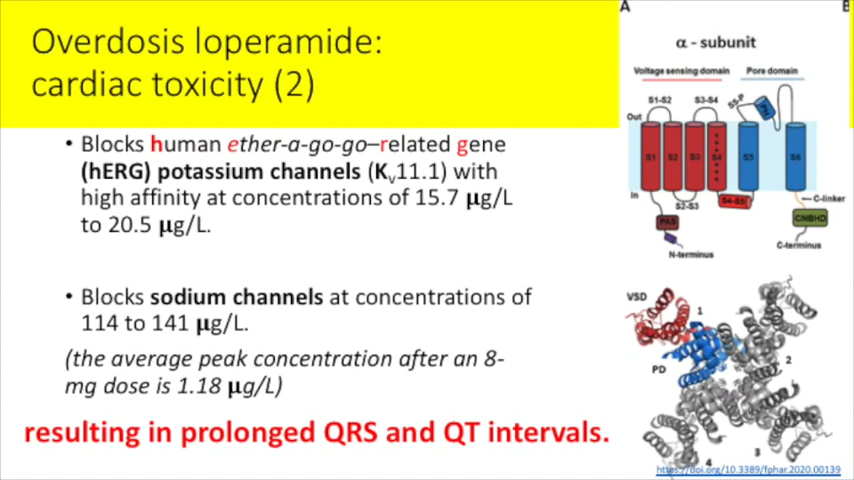 Overdosis loperamide:
cardiac toxicity (2)
• Blocks human ether-a-go-go–related gene
(hERG) potassium channels (Kv11.1) with
high affinity at concentrations of 15.7 µg/L
to 20.5 µg/L.
• Blocks sodium channels at concentrations of
114 to 141 µg/L.
(the average peak concentration after an 8-
mg dose is 1.18 µg/L)
resulting in prolonged QRS and QT intervals.
A
B
α - subunit
Voltage sensing domain
Pore domain
S1-S2
S3-S4
S5-P
PH
Out
S1
S2
S3
S4
S5
S6
In
S2-S3
S4-S5
C-linker
PAS
CNBHD
N-terminus
C-terminus
VSD
1
PD
2
3
4
https://doi.org/10.3389/fphar.2020.00139